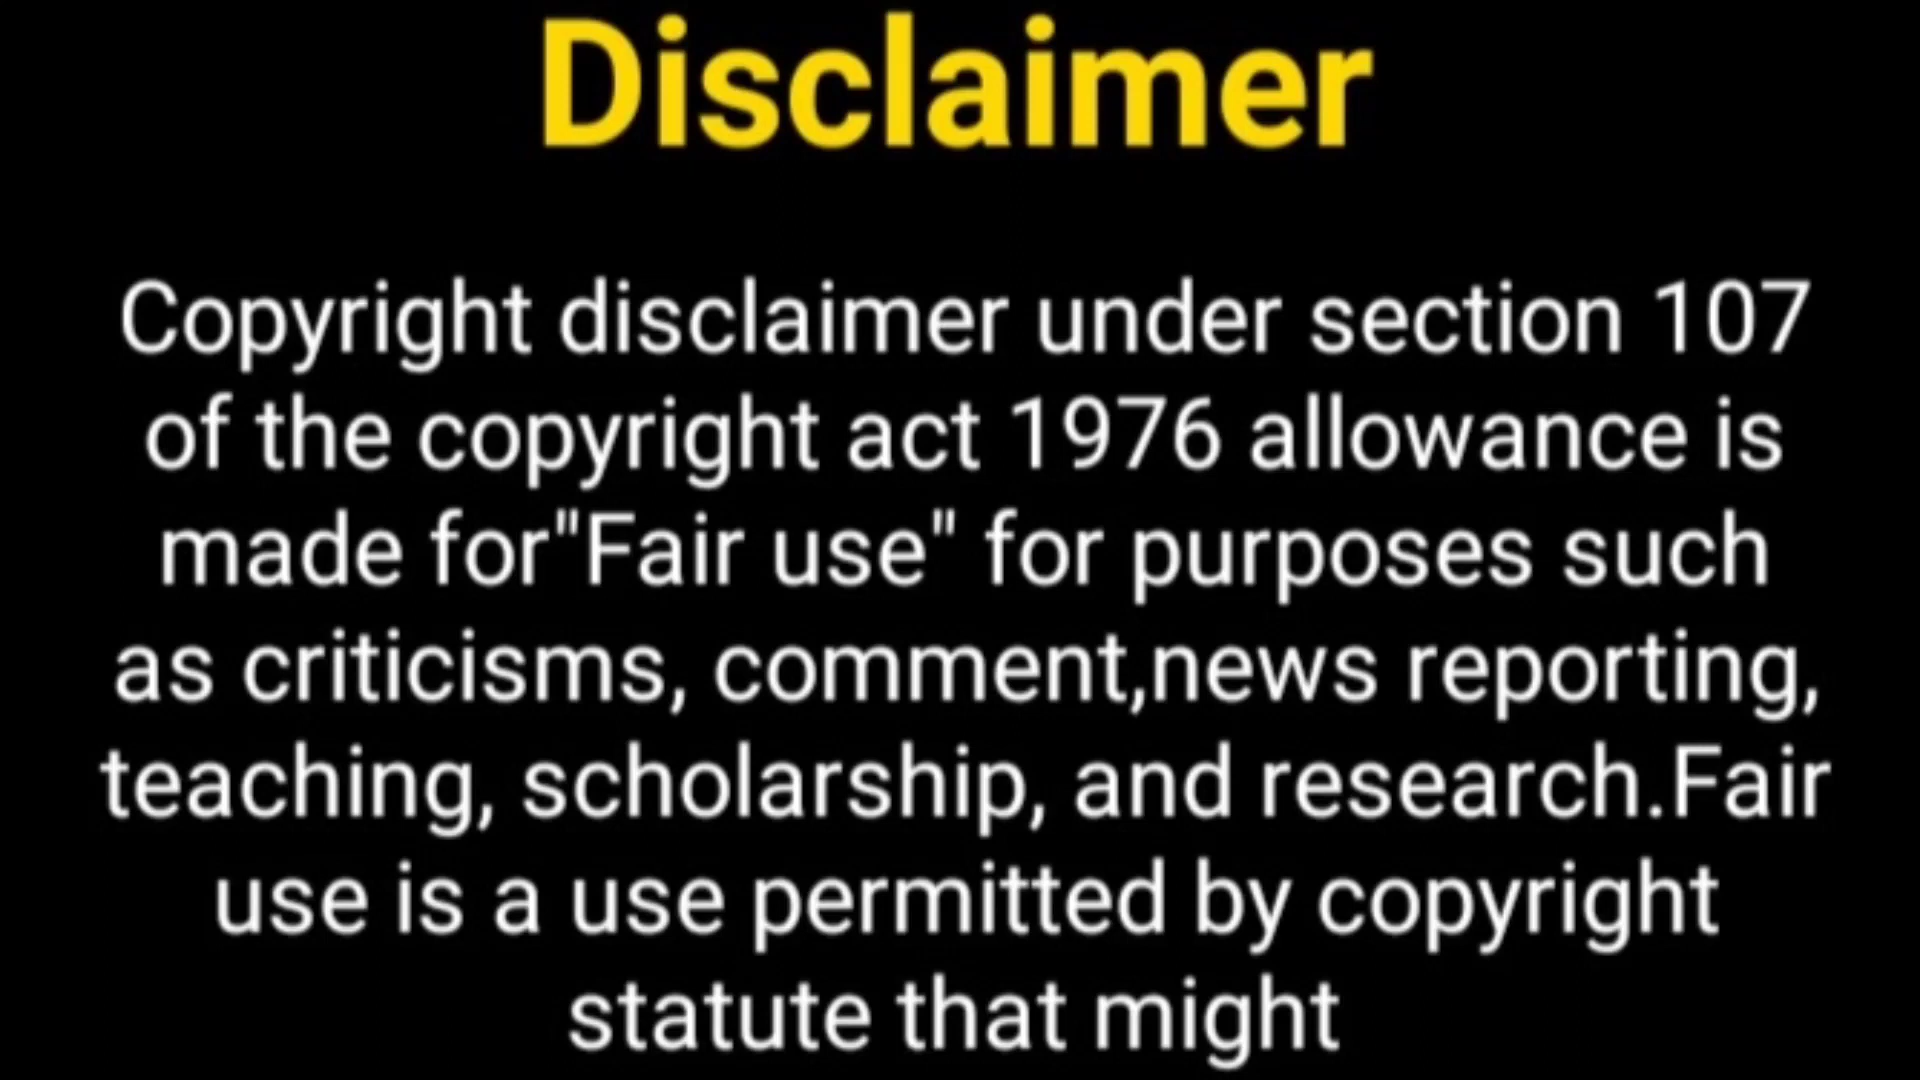 Disclaimer
Copyright disclaimer under section 107
of the copyright act 1976 allowance is
made for"Fair use" for purposes such
as criticisms, comment,news reporting,
teaching, scholarship, and research.Fair
use is a use permitted by copyright
statute that might